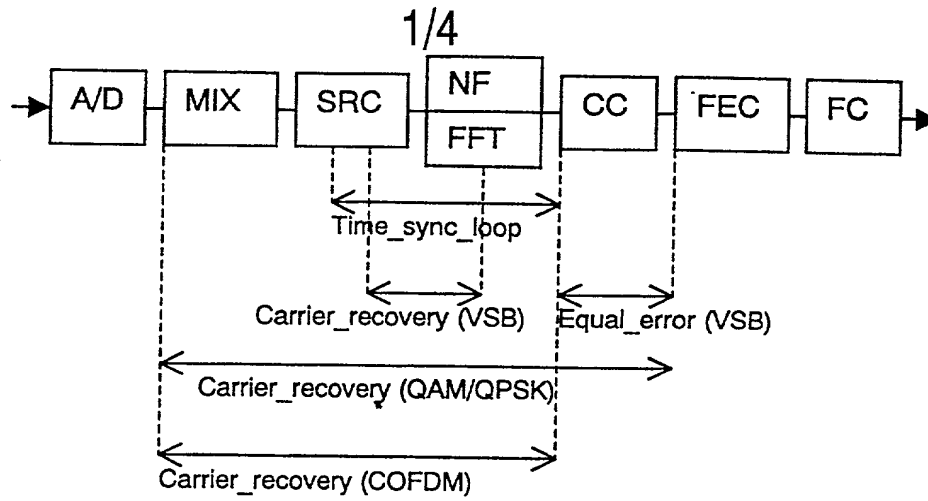 1/4
A/D MIX SRC NF CC FEC FC
FFT
Time_sync_loop
Carrier_recovery (VSB) Equal_error (VSB)
Carrier_recovery (QAM/QPSK)
Carrier_recovery (COFDM)